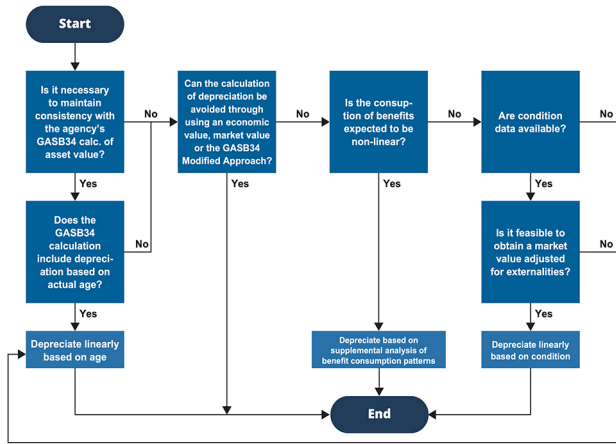 Start
Is it necessary
to maintain
consistency with
the agency's
GASB34 calc. of
asset value?
No
Yes
Does the
GASB34
calculation
include depreci-
ation based on
actual age?
No
Yes
Depreciate linearly
based on age
Can the calculation
of depreciation be
avoided through
using an economic
value, market value
or the GASB34
Modified Approach?
No
Yes
Is the consuption
of benefits
expected to be
non-linear?
No
Yes
Depreciate based on
supplemental analysis of
benefit consumption patterns
Are condition
data available?
No
Yes
Is it feasible to
obtain a market
value adjusted
for externalities?
No
Yes
Depreciate linearly
based on condition
End